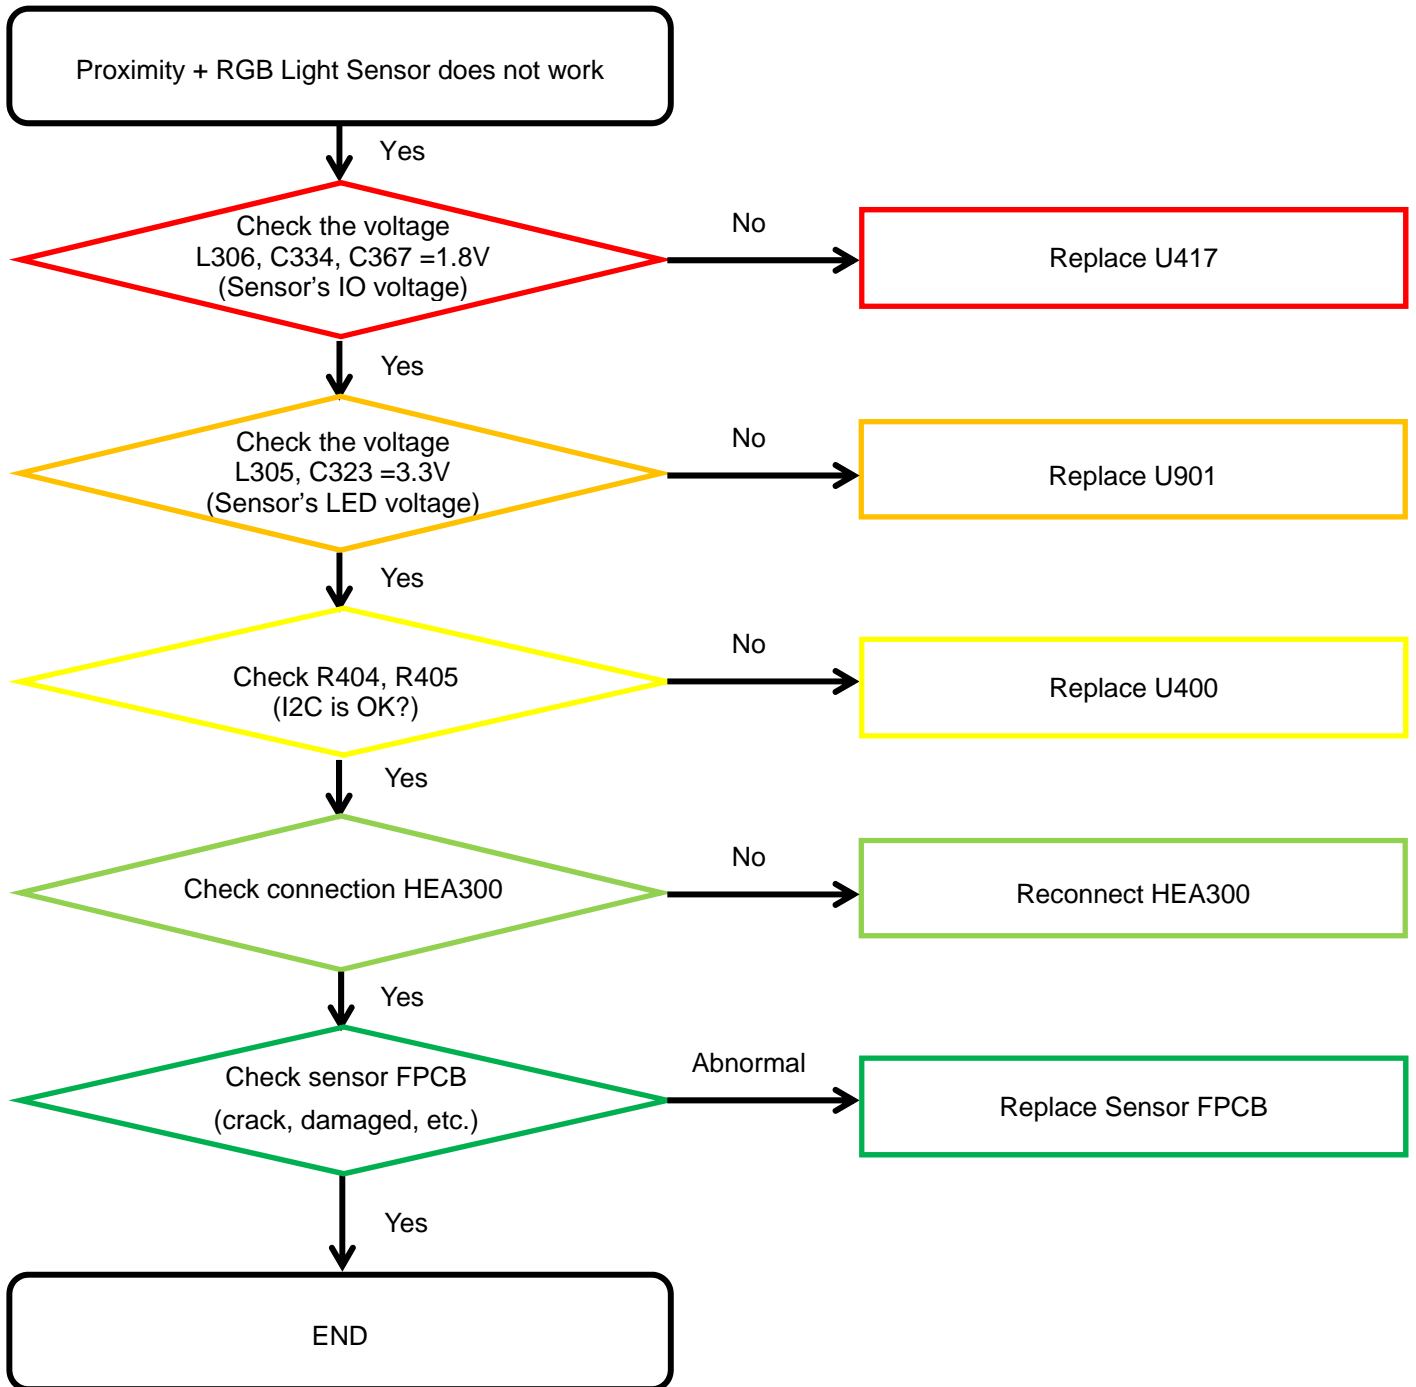 Proximity + RGB Light Sensor does not work
Yes
Check the voltage
L306, C334, C367 =1.8V
(Sensor's IO voltage)
No
Replace U417
Yes
Check the voltage
L305, C323 =3.3V
(Sensor's LED voltage)
No
Replace U901
Yes
Check R404, R405
(I2C is OK?)
No
Replace U400
Yes
Check connection HEA300
No
Reconnect HEA300
Yes
Check sensor FPCB
(crack, damaged, etc.)
Abnormal
Replace Sensor FPCB
Yes
END